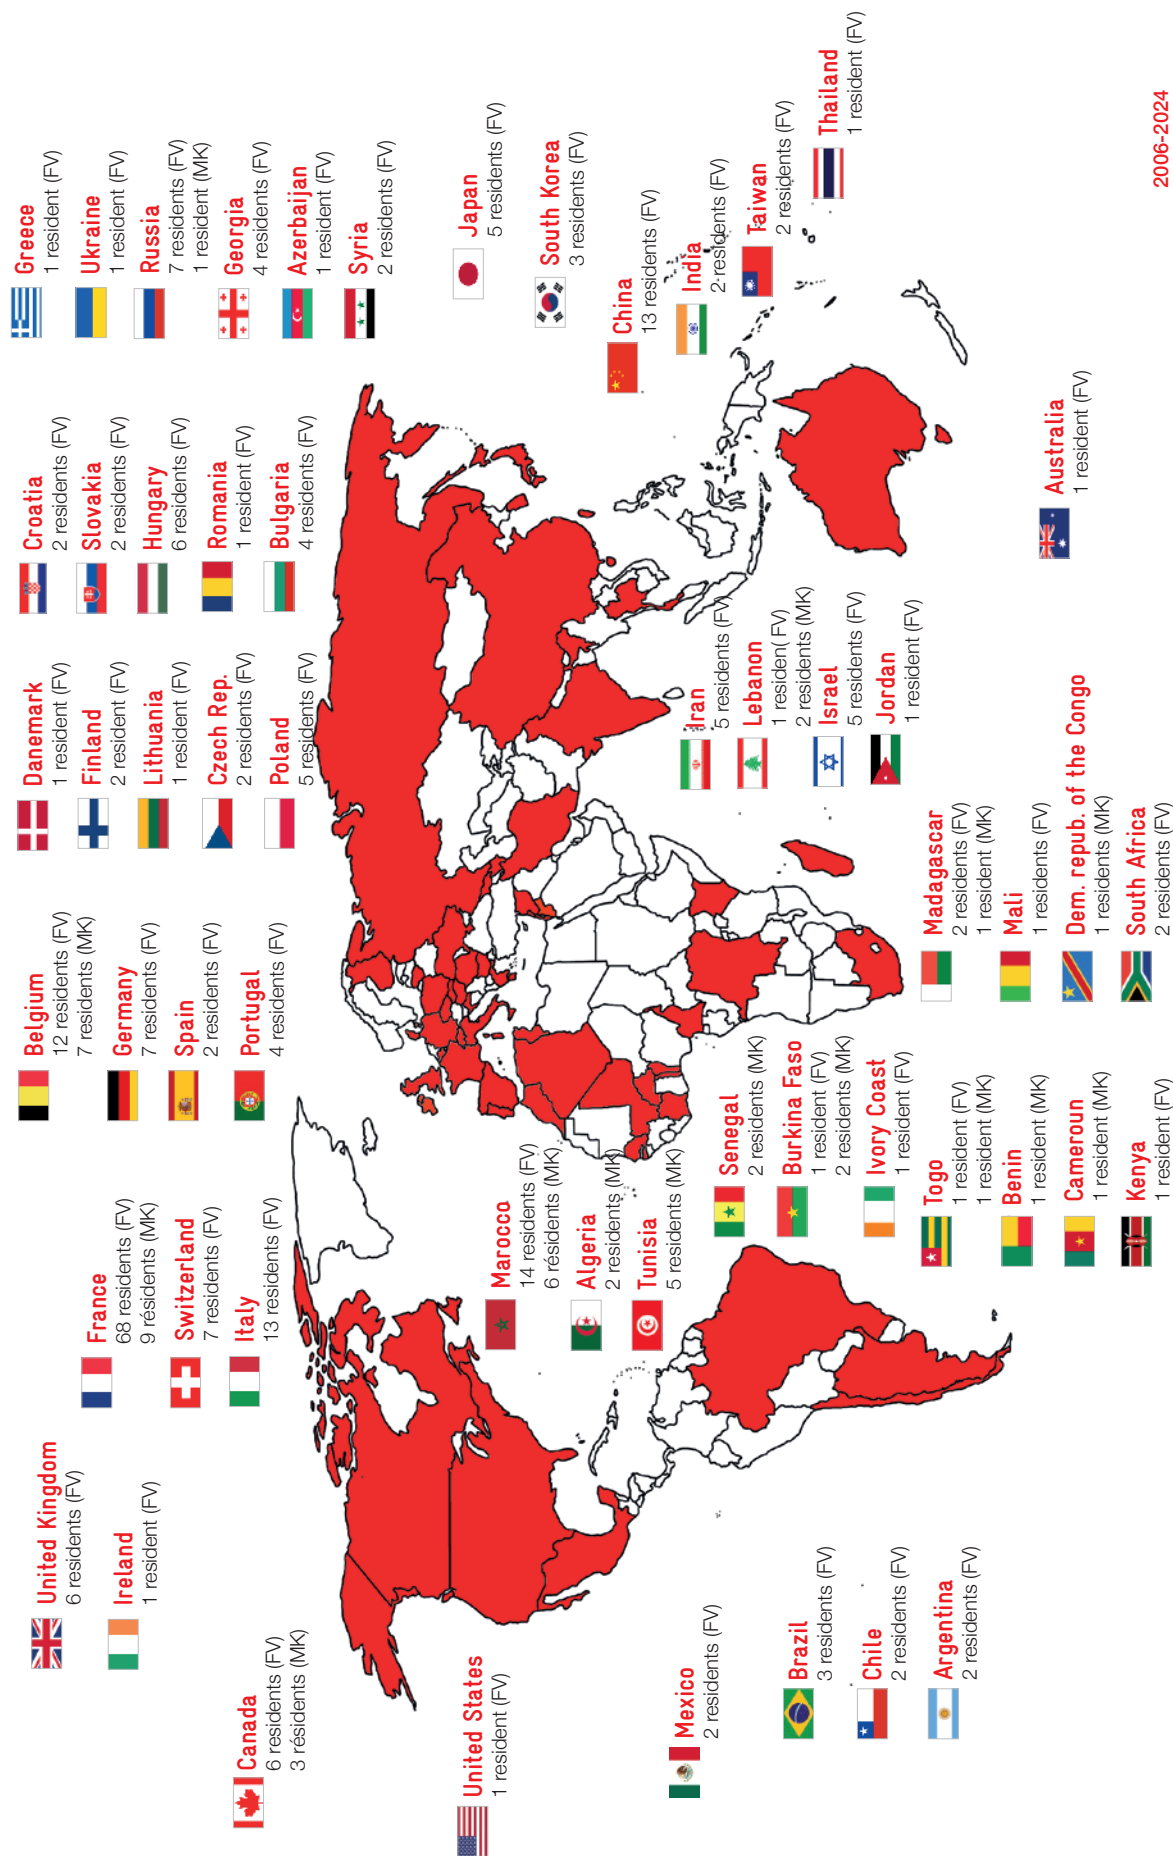 United Kingdom
6 residents (FV)
Ireland
1 resident (FV)
Canada
6 residents (FV)
3 résidents (MK)
United States
1 resident (FV)
Mexico
2 residents (FV)
Brazil
3 residents (FV)
Chile
2 residents (FV)
Argentina
2 residents (FV)
France
68 residents (FV)
9 résidents (MK)
Switzerland
7 residents (FV)
Italy
13 residents (FV)
Marocco
14 residents (FV)
6 résidents (MK)
Algeria
2 residents (MK)
Tunisia
5 residents (MK)
Senegal
2 residents (MK)
Burkina Faso
1 resident (FV)
2 residents (MK)
Ivory Coast
1 resident (FV)
Togo
1 resident (FV)
1 resident (MK)
Benin
1 resident (MK)
Cameroun
1 resident (MK)
Kenya
1 resident (FV)
Belgium
12 residents (FV)
7 residents (MK)
Germany
7 residents (FV)
Spain
2 residents (FV)
Portugal
4 residents (FV)
Madagascar
2 residents (FV)
1 resident (MK)
Mali
1 resident (FV)
Dem. repub. of the Congo
1 residents (MK)
South Africa
2 residents (FV)
Danemark
1 resident (FV)
Finland
2 resident (FV)
Lithuania
1 resident (FV)
Czech Rep.
2 residents (FV)
Poland
5 residents (FV)
Iran
5 residents (FV)
Lebanon
1 residen( FV)
2 residents (MK)
Israel
5 residents (FV)
Jordan
1 resident (FV)
Croatia
2 residents (FV)
Slovakia
2 residents (FV)
Hungary
6 residents (FV)
Romania
1 resident (FV)
Bulgaria
4 residents (FV)
Australia
1 resident (FV)
Greece
1 resident (FV)
Ukraine
1 resident (FV)
Russia
7 residents (FV)
1 resident (MK)
Georgia
4 residents (FV)
Azerbaijan
1 resident (FV)
Syria
2 residents (FV)
Japan
5 residents (FV)
South Korea
3 residents (FV)
China
13 residents (FV)
India
2 residents (FV)
Taiwan
2 residents (FV)
Thailand
1 resident (FV)
2006-2024